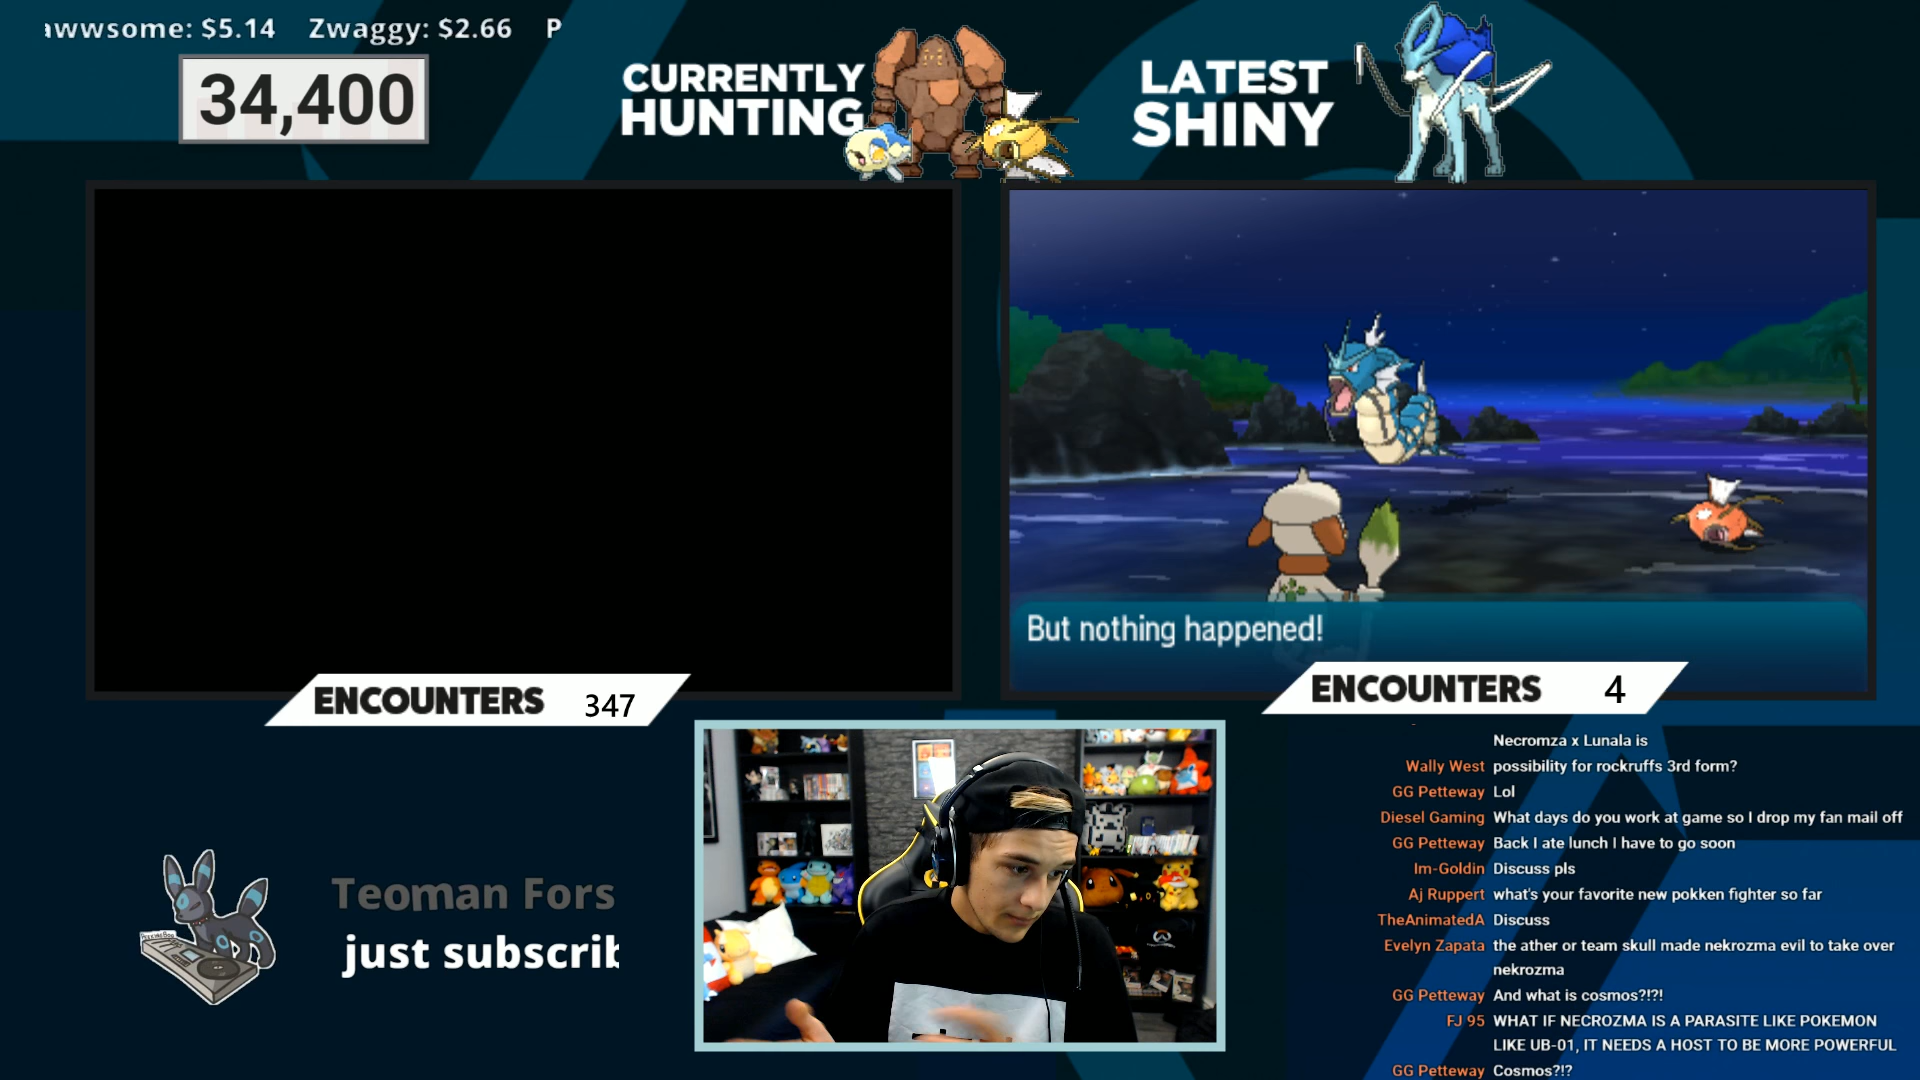 awwsome: $5.14 Zwaggy: $2.66 P
34,400
CURRENTLY
HUNTING
LATEST
SHINY
But nothing happened!
ENCOUNTERS 347
ENCOUNTERS 4
Teoman Fors
just subscrib
Necromza x Lunala is
Wally West possibility for rockruffs 3rd form?
GG Petteway Lol
Diesel Gaming What days do you work at game so I drop my fan mail off
GG Petteway Back I ate lunch I have to go soon
Im-Goldin Discuss pls
Aj Ruppert what's your favorite new pokken fighter so far
TheAnimatedA Discuss
Evelyn Zapata the ather or team skull made nekrozma evil to take over
nekrozma
GG Petteway And what is cosmos?!?!
FJ 95 WHAT IF NECROZMA IS A PARASITE LIKE POKEMON
LIKE UB-01, IT NEEDS A HOST TO BE MORE POWERFUL
GG Petteway Cosmos?!?